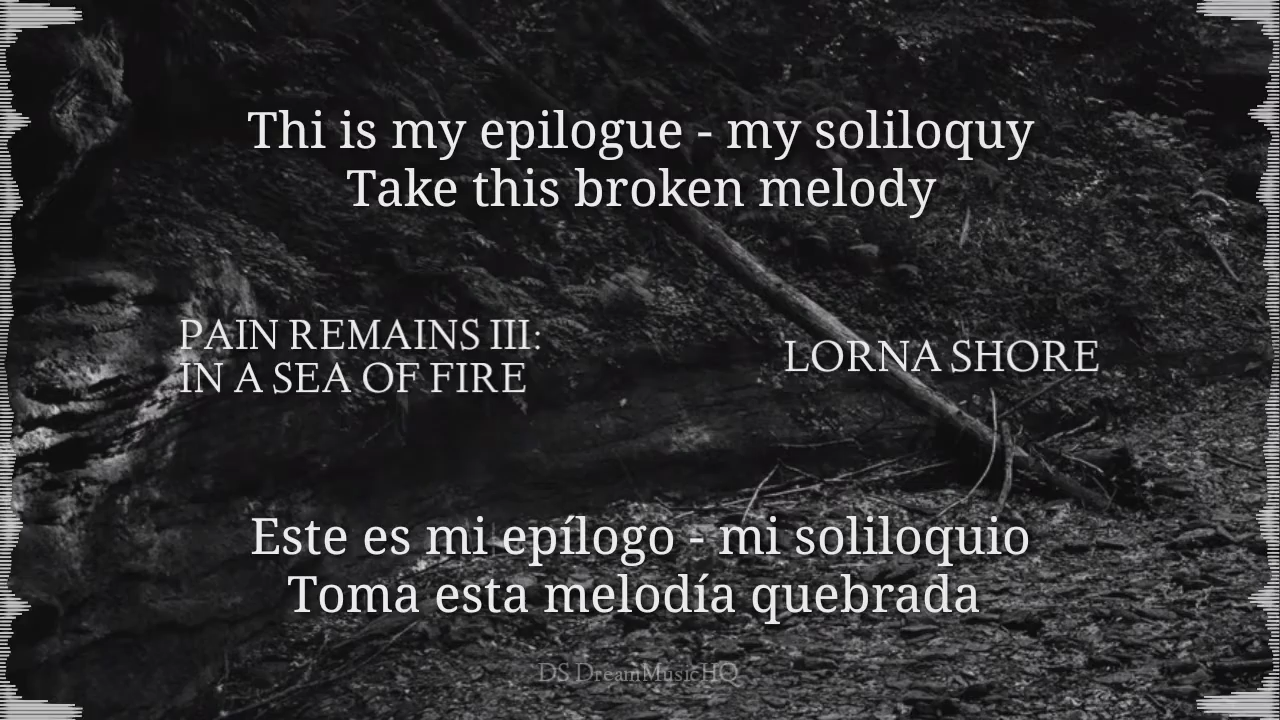 Thi is my epilogue - my soliloquy
Take this broken melody
PAIN REMAINS III:
IN A SEA OF FIRE
LORNA SHORE
Este es mi epílogo - mi soliloquio
Toma esta melodía quebrada
DS DreamMusicHQ